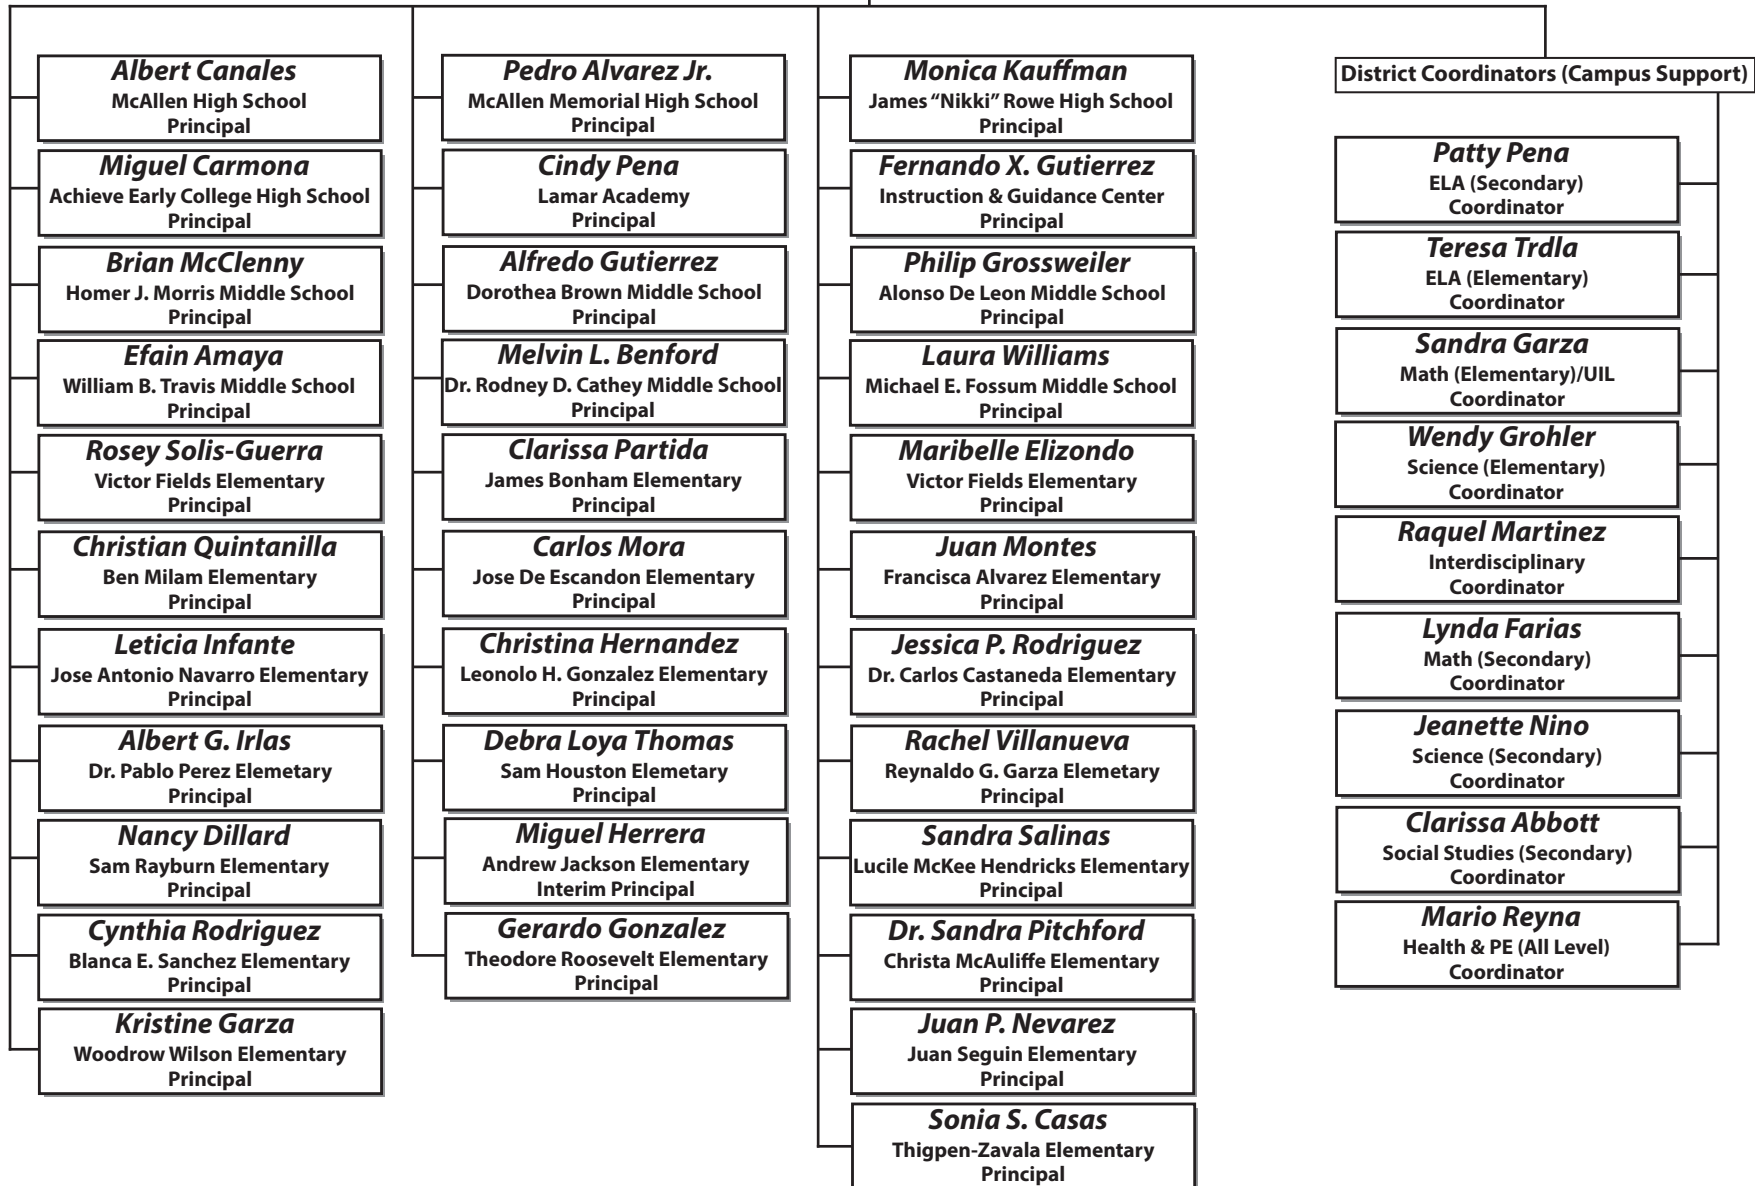 Albert Canales
McAllen High School
Principal
Miguel Carmona
Achieve Early College High School
Principal
Brian McClenny
Homer J. Morris Middle School
Principal
Efain Amaya
William B. Travis Middle School
Principal
Rosey Solis-Guerra
Victor Fields Elementary
Principal
Christian Quintanilla
Ben Milam Elementary
Principal
Leticia Infante
Jose Antonio Navarro Elementary
Principal
Albert G. Irlas
Dr. Pablo Perez Elemetary
Principal
Nancy Dillard
Sam Rayburn Elementary
Principal
Cynthia Rodriguez
Blanca E. Sanchez Elementary
Principal
Kristine Garza
Woodrow Wilson Elementary
Principal
Pedro Alvarez Jr.
McAllen Memorial High School
Principal
Cindy Pena
Lamar Academy
Principal
Alfredo Gutierrez
Dorothea Brown Middle School
Principal
Melvin L. Benford
Dr. Rodney D. Cathey Middle School
Principal
Clarissa Partida
James Bonham Elementary
Principal
Carlos Mora
Jose De Escandon Elementary
Principal
Christina Hernandez
Leonolo H. Gonzalez Elementary
Principal
Debra Loya Thomas
Sam Houston Elemetary
Principal
Miguel Herrera
Andrew Jackson Elementary
Interim Principal
Gerardo Gonzalez
Theodore Roosevelt Elementary
Principal
Monica Kauffman
James “Nikki” Rowe High School
Principal
Fernando X. Gutierrez
Instruction & Guidance Center
Principal
Philip Grossweiler
Alonso De Leon Middle School
Principal
Laura Williams
Michael E. Fossum Middle School
Principal
Maribelle Elizondo
Victor Fields Elementary
Principal
Juan Montes
Francisca Alvarez Elementary
Principal
Jessica P. Rodriguez
Dr. Carlos Castaneda Elementary
Principal
Rachel Villanueva
Reynaldo G. Garza Elemetary
Principal
Sandra Salinas
Lucile McKee Hendricks Elementary
Principal
Dr. Sandra Pitchford
Christa McAuliffe Elementary
Principal
Juan P. Nevarez
Juan Seguin Elementary
Principal
Sonia S. Casas
Thigpen-Zavala Elementary
Principal
District Coordinators (Campus Support)
Patty Pena
ELA (Secondary)
Coordinator
Teresa Trdla
ELA (Elementary)
Coordinator
Sandra Garza
Math (Elementary)/UIL
Coordinator
Wendy Grohler
Science (Elementary)
Coordinator
Raquel Martinez
Interdisciplinary
Coordinator
Lynda Farias
Math (Secondary)
Coordinator
Jeanette Nino
Science (Secondary)
Coordinator
Clarissa Abbott
Social Studies (Secondary)
Coordinator
Mario Reyna
Health & PE (All Level)
Coordinator